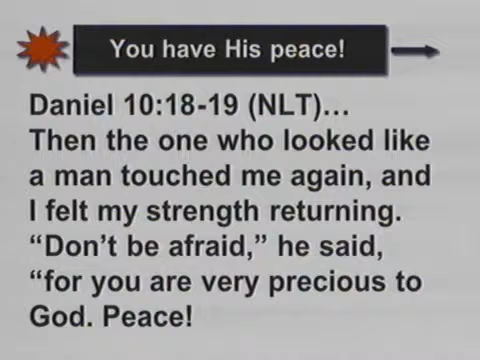 You have His peace!
Daniel 10:18-19 (NLT)…
Then the one who looked like
a man touched me again, and
I felt my strength returning.
“Don’t be afraid,” he said,
“for you are very precious to
God. Peace!